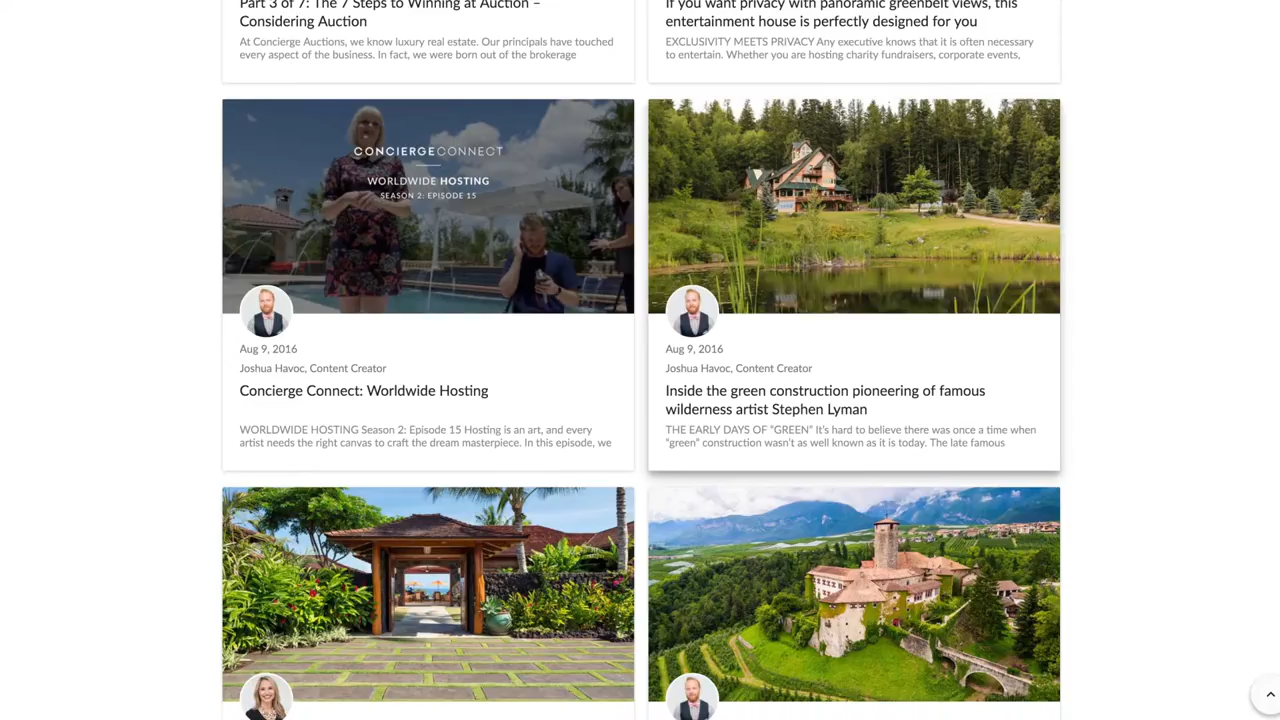 Part 3 of 7: The 7 Steps to Winning at Auction –
Considering Auction
At Concierge Auctions, we know luxury real estate. Our principals have touched
every aspect of the business. In fact, we were born out of the brokerage
If you want privacy with panoramic greenbelt views, this
entertainment house is perfectly designed for you
EXCLUSIVITY MEETS PRIVACY Any executive knows that it is often necessary
to entertain. Whether you are hosting charity fundraisers, corporate events,
CONCIERGECONNECT
WORLDWIDE HOSTING
SEASON 2: EPISODE 15
Aug 9, 2016
Joshua Havoc, Content Creator
Concierge Connect: Worldwide Hosting
WORLDWIDE HOSTING Season 2: Episode 15 Hosting is an art, and every
artist needs the right canvas to craft the dream masterpiece. In this episode, we
Aug 9, 2016
Joshua Havoc, Content Creator
Inside the green construction pioneering of famous
wilderness artist Stephen Lyman
THE EARLY DAYS OF “GREEN” It’s hard to believe there was once a time when
“green” construction wasn’t as well known as it is today. The late famous